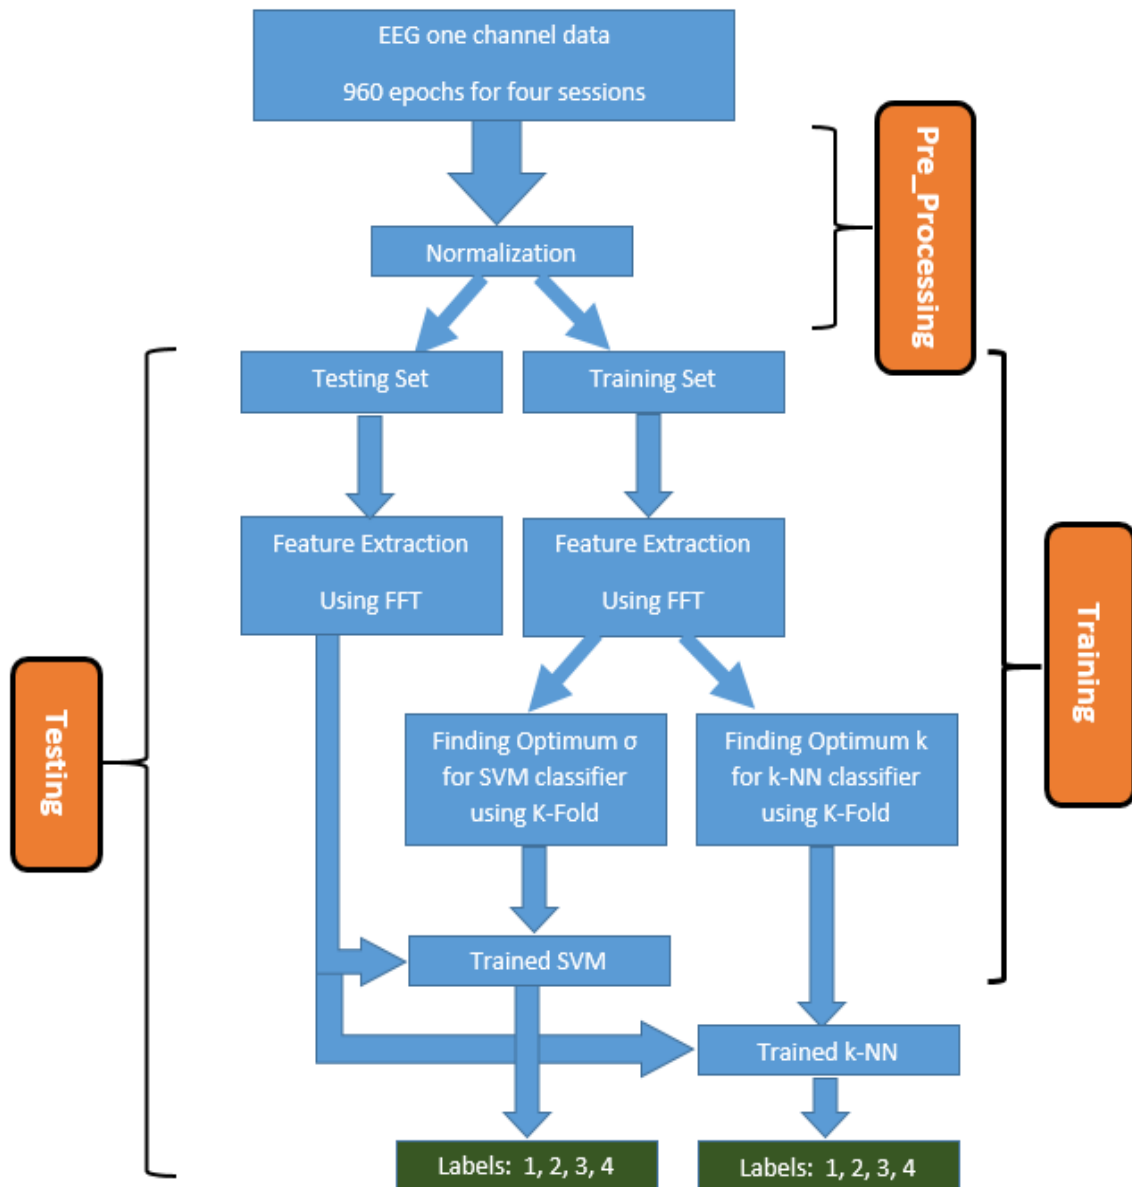 EEG one channel data
960 epochs for four sessions
Pre_Processing
Normalization
Testing Set
Training Set
Feature Extraction
Using FFT
Feature Extraction
Using FFT
Training
Testing
Finding Optimum σ
for SVM classifier
using K-Fold
Finding Optimum k
for k-NN classifier
using K-Fold
Trained SVM
Trained k-NN
Labels: 1, 2, 3, 4
Labels: 1, 2, 3, 4